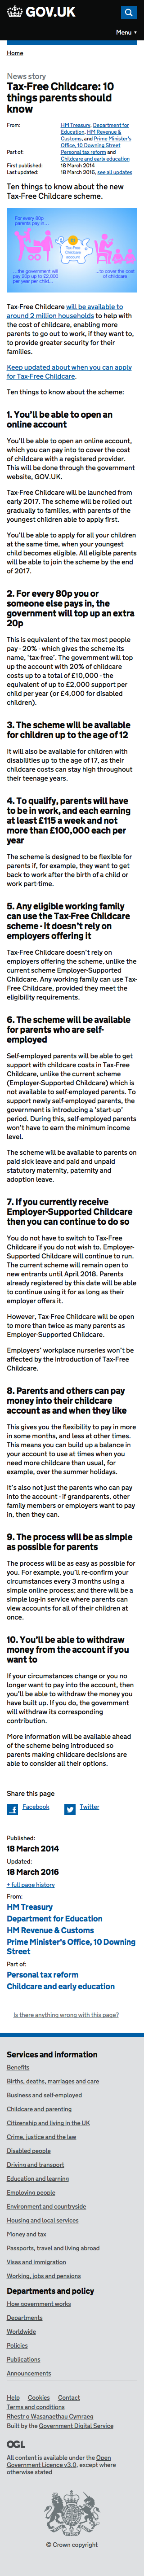 GOV.UK
Menu
Home
News story
Tax-Free Childcare: 10
things parents should
know
From:
HM Treasury, Department for
Education, HM Revenue &
Customs, and Prime Minister's
Office, 10 Downing Street
Part of:
Personal tax reform and
Childcare and early education
First published:
18 March 2014
Last updated:
18 March 2016, see all updates
Ten things to know about the new
Tax-Free Childcare scheme.
For every 80p
parents pay in...
Tax-Free
Childcare
account
...the government
will pay 20p up to £2,000
per year per child...
...to cover the cost
of childcare
Tax-Free Childcare will be available to
around 2 million households to help with
the cost of childcare, enabling more
parents to go out to work, if they want to,
and provide greater security for their
families.
Keep updated about when you can apply
for Tax-Free Childcare.
Ten things to know about the scheme:
1. You'll be able to open an
online account
You'll be able to open an online account,
which you can pay into to cover the cost
of childcare with a registered provider.
This will be done through the government
website, GOV.UK.
Tax-Free Childcare will be launched from
early 2017. The scheme will be rolled out
gradually to families, with parents of the
youngest children able to apply first.
You'll be able to apply for all your children
at the same time, when your youngest
child becomes eligible. All eligible parents
will be able to join the scheme by the end
of 2017.
2. For every 80p you or
someone else pays in, the
government will top up an extra
20p
This is equivalent of the tax most people
pay - 20% - which gives the scheme its
name, 'tax-free'. The government will top
up the account with 20% of childcare
costs up to a total of £10,000 - the
equivalent of up to £2,000 support per
child per year (or £4,000 for disabled
children).
3. The scheme will be available
for children up to the age of 12
It will also be available for children with
disabilities up to the age of 17, as their
childcare costs can stay high throughout
their teenage years.
4. To qualify, parents will have
to be in work, and each earning
at least £115 a week and not
more than £100,000 each per
year
The scheme is designed to be flexible for
parents if, for example, they want to get
back to work after the birth of a child or
work part-time.
5. Any eligible working family
can use the Tax-Free Childcare
scheme - it doesn't rely on
employers offering it
Tax-Free Childcare doesn't rely on
employers offering the scheme, unlike the
current scheme Employer-Supported
Childcare. Any working family can use Tax-
Free Childcare, provided they meet the
eligibility requirements.
6. The scheme will be available
for parents who are self-
employed
Self-employed parents will be able to get
support with childcare costs in Tax-Free
Childcare, unlike the current scheme
(Employer-Supported Childcare) which is
not available to self-employed parents. To
support newly self-employed parents, the
government is introducing a 'start-up'
period. During this, self-employed parents
won't have to earn the minimum income
level.
The scheme will be available to parents on
paid sick leave and paid and unpaid
statutory maternity, paternity and
adoption leave.
7. If you currently receive
Employer-Supported Childcare
then you can continue to do so
You do not have to switch to Tax-Free
Childcare if you do not wish to. Employer-
Supported Childcare will continue to run.
The current scheme will remain open to
new entrants until April 2018. Parents
already registered by this date will be able
to continue using it for as long as their
employer offers it.
However, Tax-Free Childcare will be open
to more than twice as many parents as
Employer-Supported Childcare.
Employers' workplace nurseries won't be
affected by the introduction of Tax-Free
Childcare.
8. Parents and others can pay
money into their childcare
account as and when they like
This gives you the flexibility to pay in more
in some months, and less at other times.
This means you can build up a balance in
your account to use at times when you
need more childcare than usual, for
example, over the summer holidays.
It's also not just the parents who can pay
into the account - if grandparents, other
family members or employers want to pay
in, then they can.
9. The process will be as simple
as possible for parents
The process will be as easy as possible for
you. For example, you'll re-confirm your
circumstances every 3 months using a
simple online process; and there will be a
simple log-in service where parents can
view accounts for all of their children at
once.
10. You'll be able to withdraw
money from the account if you
want to
If your circumstances change or you no
longer want to pay into the account, then
you'll be able to withdraw the money you
have built up. If you do, the government
will withdraw its corresponding
contribution.
More information will be available ahead
of the scheme being introduced so
parents making childcare decisions are
able to consider all their options.
Share this page
Facebook
Twitter
Published:
18 March 2014
Updated:
18 March 2016
+ full page history
From:
HM Treasury
Department for Education
HM Revenue & Customs
Prime Minister's Office, 10 Downing
Street
Part of:
Personal tax reform
Childcare and early education
Is there anything wrong with this page?
Services and information
Benefits
Births, deaths, marriages and care
Business and self-employed
Childcare and parenting
Citizenship and living in the UK
Crime, justice and the law
Disabled people
Driving and transport
Education and learning
Employing people
Environment and countryside
Housing and local services
Money and tax
Passports, travel and living abroad
Visas and immigration
Working, jobs and pensions
Departments and policy
How government works
Departments
Worldwide
Policies
Publications
Announcements
Help Cookies Contact
Terms and conditions
Rhestr o Wasanaethau Cymraeg
Built by the Government Digital Service
OGL
All content is available under the Open
Government Licence v3.0, except where
otherwise stated
© Crown copyright